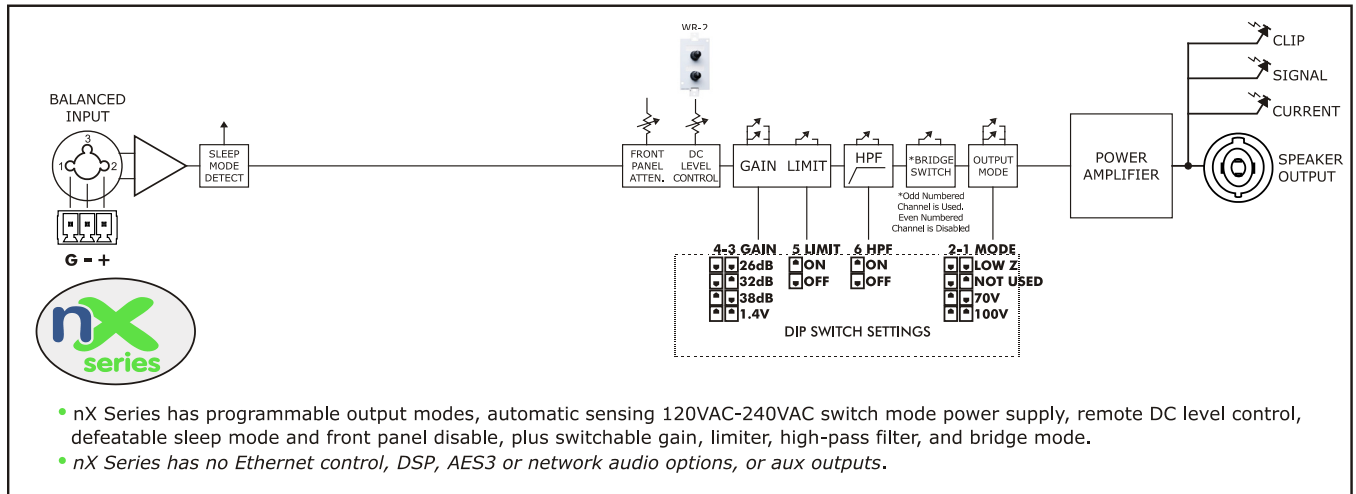 WR-2
CLIP
SIGNAL
CURRENT
SPEAKER
OUTPUT
BALANCED
INPUT
3
1
2
G - +
SLEEP
MODE
DETECT
FRONT
PANEL
ATTEN.
DC
LEVEL
CONTROL
GAIN
LIMIT
HPF
*BRIDGE
SWITCH
*Odd Numbered
Channel is Used.
Even Numbered
Channel is Disabled
OUTPUT
MODE
POWER
AMPLIFIER
4-3 GAIN
26dB
32dB
38dB
1.4V
5 LIMIT
ON
OFF
6 HPF
ON
OFF
2-1 MODE
LOW Z
NOT USED
70V
100V
DIP SWITCH SETTINGS
nX
series
• nX Series has programmable output modes, automatic sensing 120VAC-240VAC switch mode power supply, remote DC level control,
defeatable sleep mode and front panel disable, plus switchable gain, limiter, high-pass filter, and bridge mode.
• nX Series has no Ethernet control, DSP, AES3 or network audio options, or aux outputs.